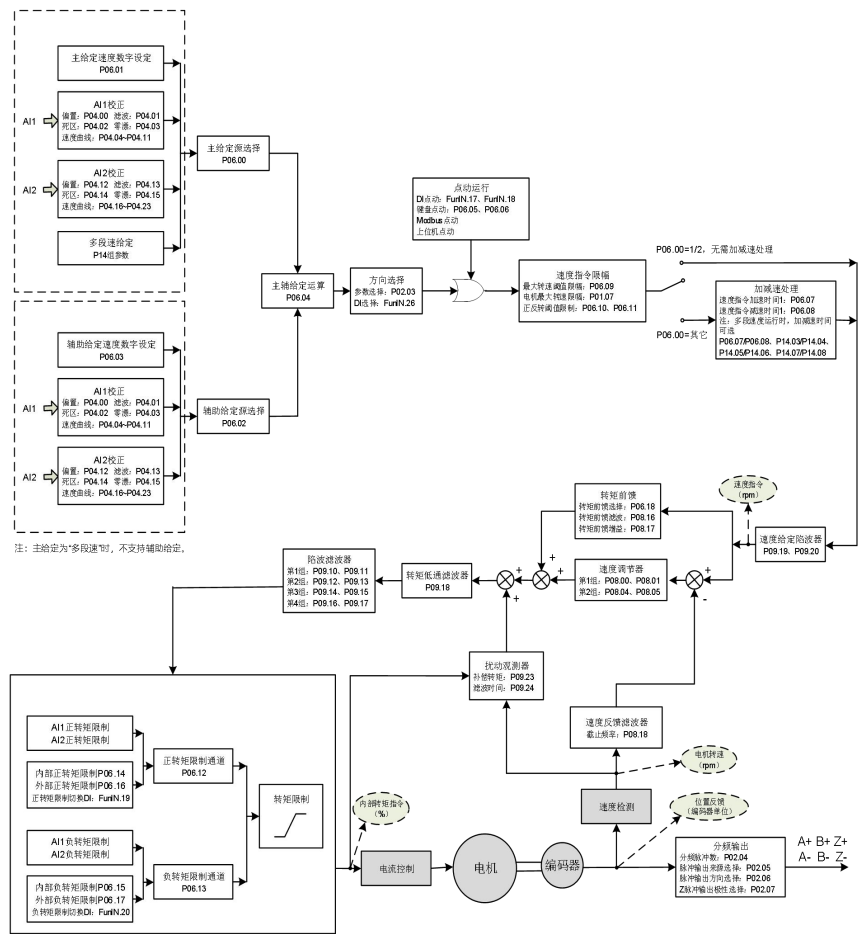 主给定速度数字设定
P06.01
AI1
AI1校正
偏置：P04.00 滤波：P04.01
死区：P04.02 零漂：P04.03
速度曲线：P04.04~P04.11
AI2
AI2校正
偏置：P04.12 滤波：P04.13
死区：P04.14 零漂：P04.15
速度曲线：P04.16~P04.23
多段速给定
P14组参数
主给定源选择
P06.00
辅助给定速度数字设定
P06.03
AI1
AI1校正
偏置：P04.00 滤波：P04.01
死区：P04.02 零漂：P04.03
速度曲线：P04.04~P04.11
AI2
AI2校正
偏置：P04.12 滤波：P04.13
死区：P04.14 零漂：P04.15
速度曲线：P04.16~P04.23
辅助给定源选择
P06.02
注：主给定为“多段速”时，不支持辅助给定。
主辅给定运算
P06.04
方向选择
参数选择：P02.03
DI选择：FunIN.26
点动运行
DI点动：FunIN.17、FunIN.18
键盘点动：P06.05、P06.06
Modbus点动
上位机点动
速度指令限幅
最大转速阈值限幅：P06.09
电机最大转速限幅：P01.07
正反转阈值限制：P06.10、P06.11
P06.00=1/2，无需加减速处理
P06.00=其它
加减速处理
速度指令加速时间1：P06.07
速度指令减速时间1：P06.08
注：多段速度运行时，加减速时间
可选
P06.07/P06.08、P14.03/P14.04、
P14.05/P14.06、P14.07/P14.08
速度指令
（rpm）
速度给定陷波器
P09.19、P09.20
转矩前馈
转矩前馈选择：P06.18
转矩前馈滤波：P08.16
转矩前馈增益：P08.17
速度调节器
第1组：P08.00、P08.01
第2组：P08.04、P08.05
+
-
+
+
+
+
转矩低通滤波器
P09.18
陷波滤波器
第1组：P09.10、P09.11
第2组：P09.12、P09.13
第3组：P09.14、P09.15
第4组：P09.16、P09.17
扰动观测器
补偿转矩：P09.23
滤波时间：P09.24
速度反馈滤波器
截止频率：P08.18
电机转速
（rpm）
速度检测
位置反馈
（编码器单位）
AI1正转矩限制
AI2正转矩限制
内部正转矩限制P06.14
外部正转矩限制P06.16
正转矩限制切换DI：FunIN.19
正转矩限制通道
P06.12
AI1负转矩限制
AI2负转矩限制
内部负转矩限制P06.15
外部负转矩限制P06.17
负转矩限制切换DI：FunIN.20
负转矩限制通道
P06.13
转矩限制
内部转矩指令
（%）
电流控制
电机
编码器
分频输出
分频脉冲数：P02.04
脉冲输出来源选择：P02.05
脉冲输出方向选择：P02.06
Z脉冲输出极性选择：P02.07
A+ B+ Z+
A- B- Z-